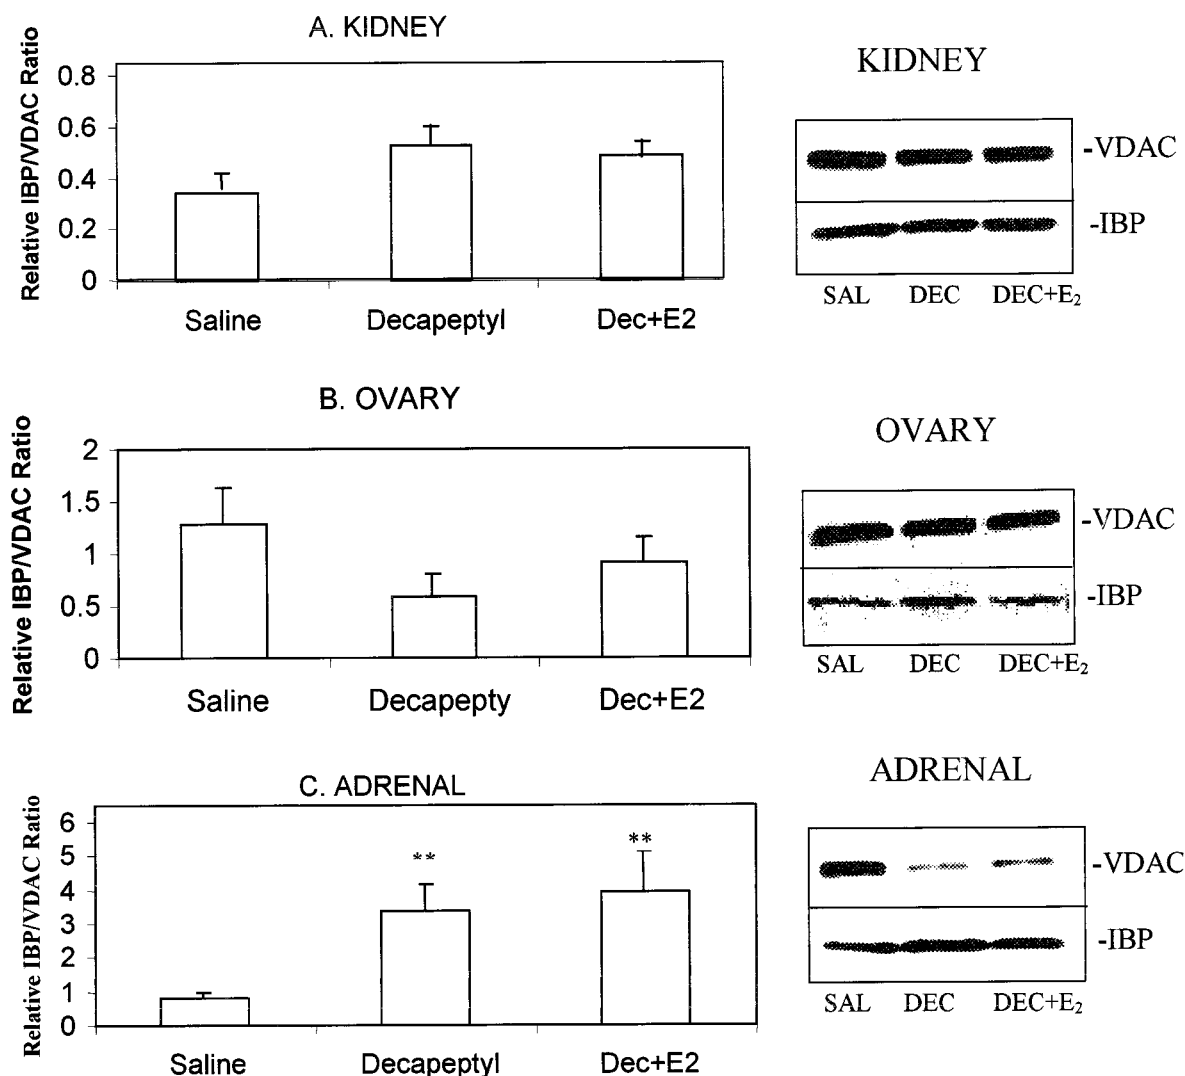 A. KIDNEY
Relative IBP/VDAC Ratio
0.8
0.6
0.4
0.2
0
Saline Decapeptyl Dec+E2
KIDNEY
-VDAC
-IBP
SAL DEC DEC+E₂
B. OVARY
Relative IBP/VDAC Ratio
2
1.5
1
0.5
0
Saline Decapepty Dec+E2
OVARY
-VDAC
-IBP
SAL DEC DEC+E₂
C. ADRENAL
Relative IBP/VDAC Ratio
6
5
4
3
2
1
0
**
**
Saline Decapeptyl Dec+E2
ADRENAL
-VDAC
-IBP
SAL DEC DEC+E₂